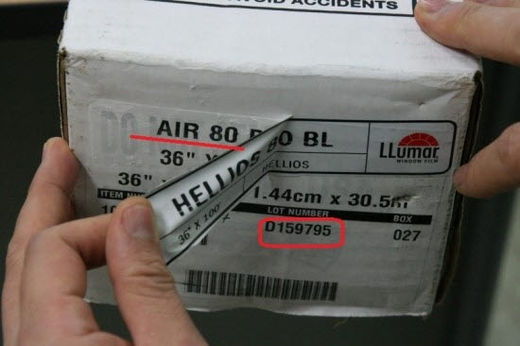 ACCIDENTS
AIR 80 BL
36" X
HELLIOS
LLumar
WINDOW FILM
36"
HELLIOS
36" X 100'
1.44cm x 30.5m
LOT NUMBER
BOX
D159795
027